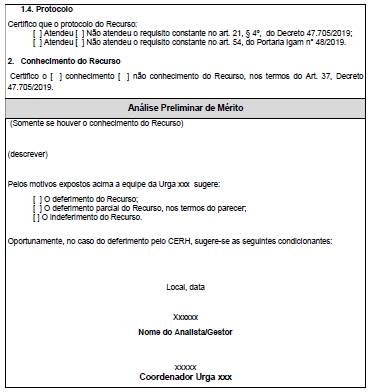 1.4. Protocolo
Certifico que o protocolo do Recurso:
[ ] Atendeu [ ] Não atendeu o requisito constante no art. 21, § 4º, do Decreto 47.705/2019;
[ ] Atendeu [ ] Não atendeu o requisito constante no art. 54, do Portaria Igam n° 48/2019.
2. Conhecimento do Recurso
Certifico o [ ] conhecimento [ ] não conhecimento do Recurso, nos termos do Art. 37, Decreto
47.705/2019.
Análise Preliminar de Mérito
(Somente se houver o conhecimento do Recurso)
(descrever)
Pelos motivos expostos acima a equipe da Urga xxx sugere:
[ ] O deferimento do Recurso;
[ ] O deferimento parcial do Recurso, nos termos do parecer;
[ ] O indeferimento do Recurso.
Oportunamente, no caso do deferimento pelo CERH, sugere-se as seguintes condicionantes:
Local, data
Xxxxxx
Nome do Analista/Gestor
xxxxx
Coordenador Urga xxx